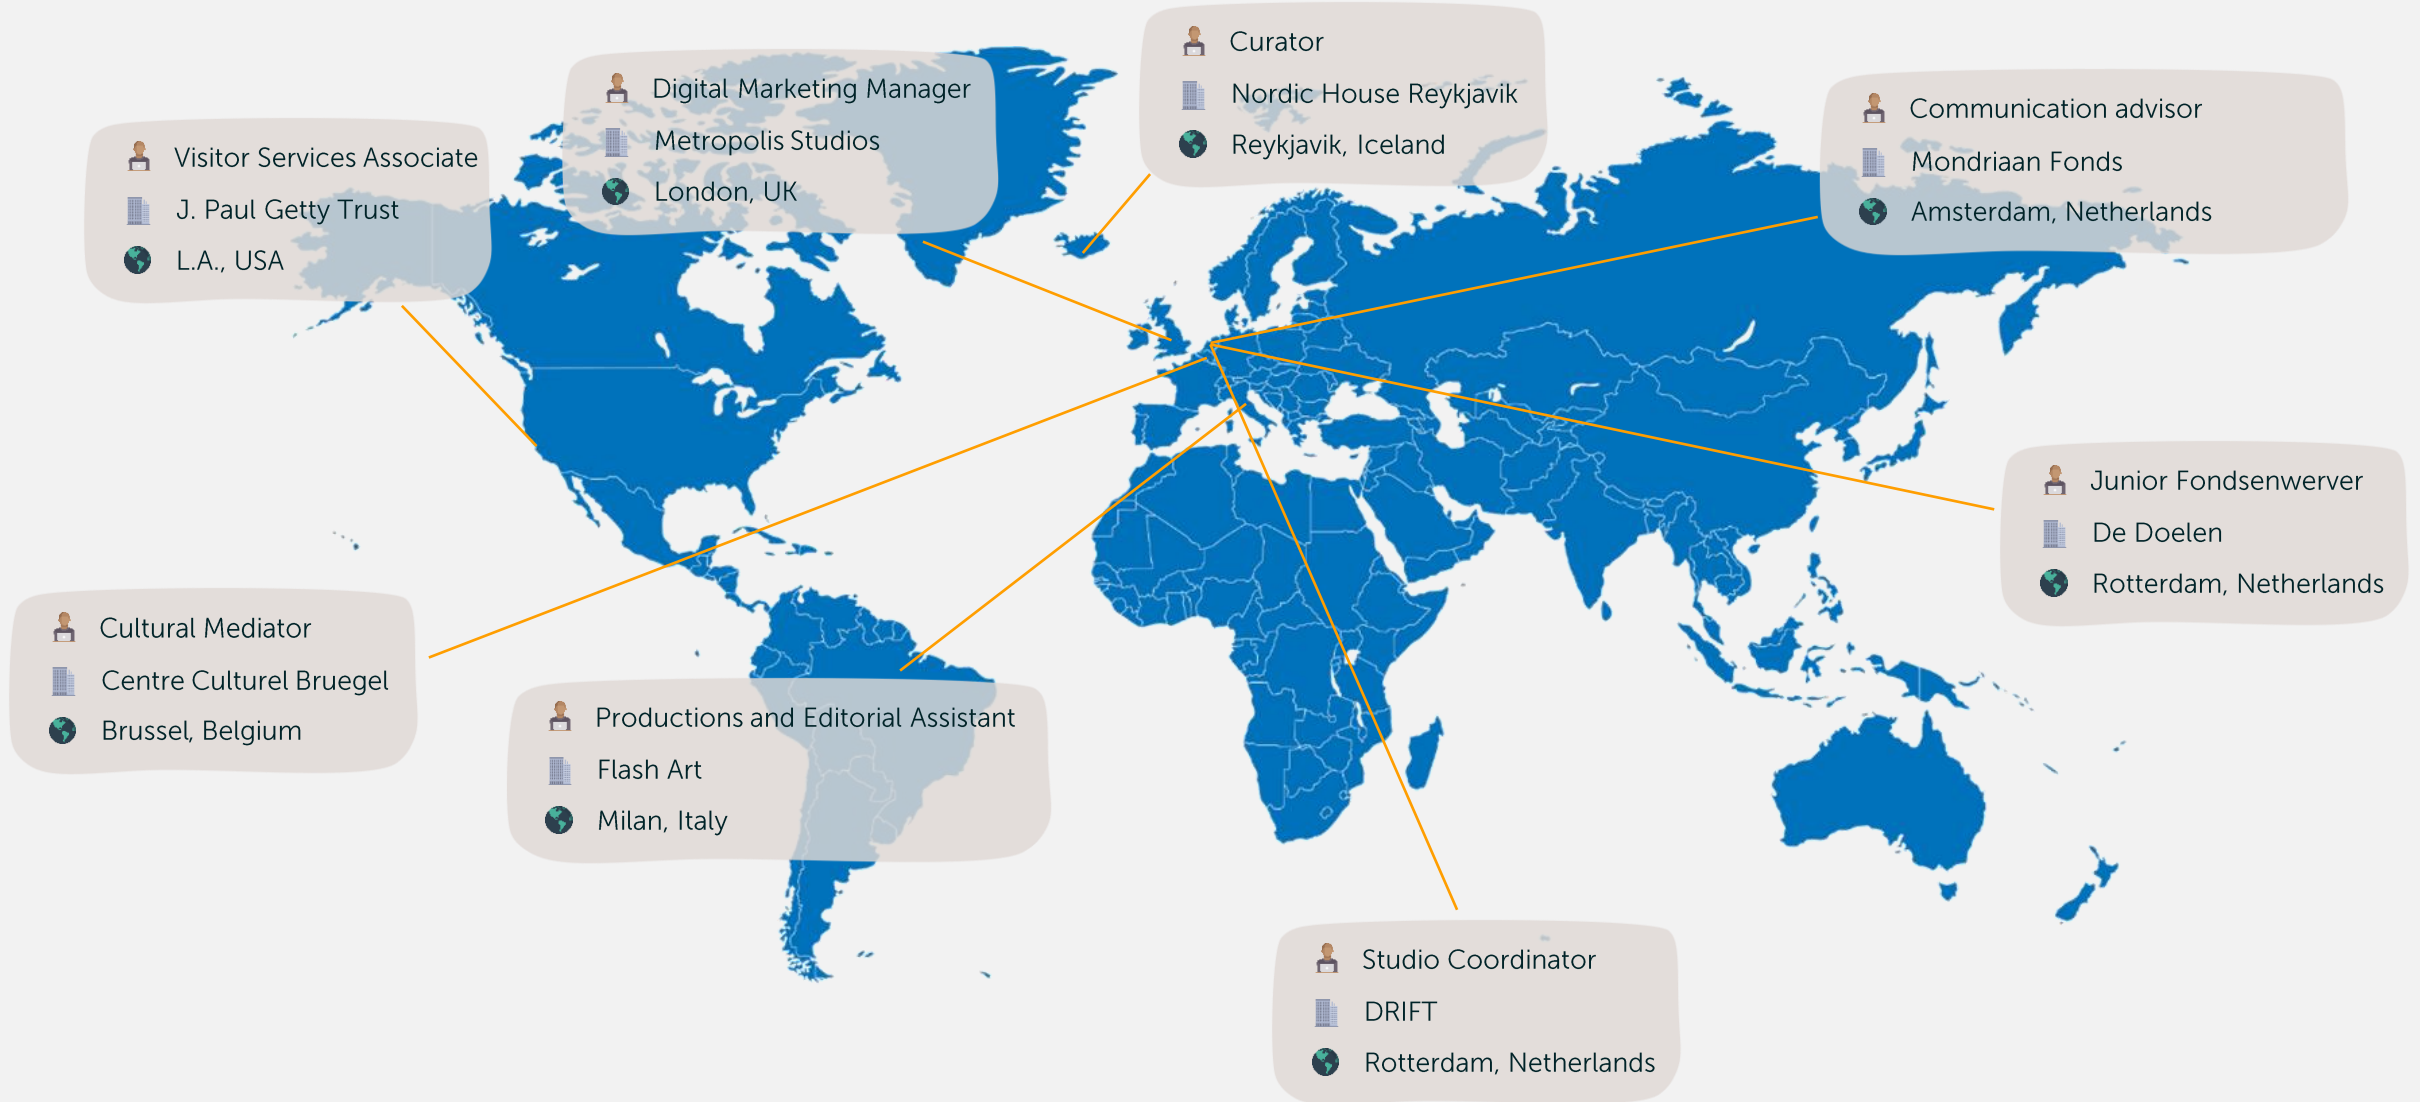 Curator
Nordic House Reykjavik
Reykjavik, Iceland
Digital Marketing Manager
Metropolis Studios
London, UK
Communication advisor
Mondriaan Fonds
Amsterdam, Netherlands
Visitor Services Associate
J. Paul Getty Trust
L.A., USA
Junior Fondsenwerver
De Doelen
Rotterdam, Netherlands
Cultural Mediator
Centre Culturel Bruegel
Brussel, Belgium
Productions and Editorial Assistant
Flash Art
Milan, Italy
Studio Coordinator
DRIFT
Rotterdam, Netherlands